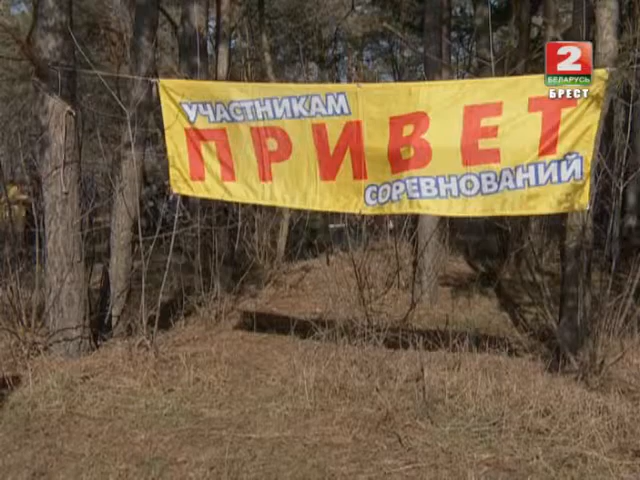 2
БЕЛАРУСЬ
БРЕСТ
УЧАСТНИКАМ
ПРИВЕТ
СОРЕВНОВАНИЙ